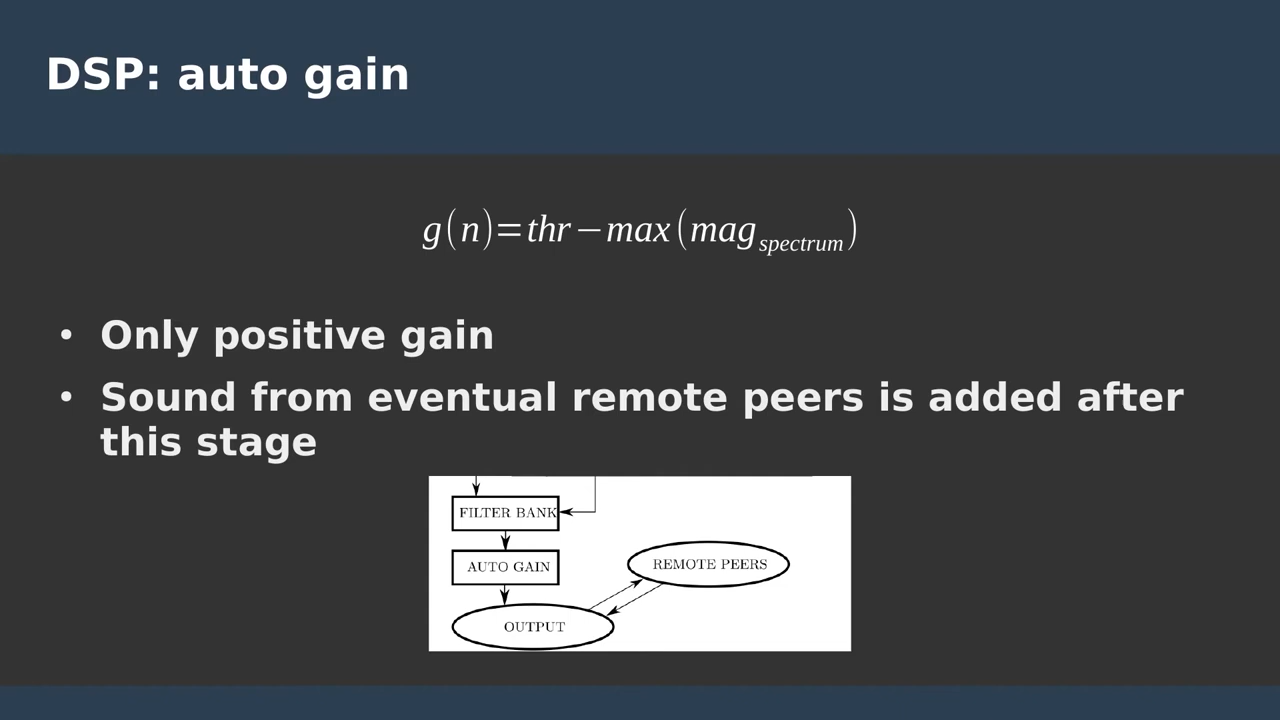 DSP: auto gain
g(n)=thr−max(mag_spectrum)
• Only positive gain
• Sound from eventual remote peers is added after
this stage
FILTER BANK
AUTO GAIN
REMOTE PEERS
OUTPUT